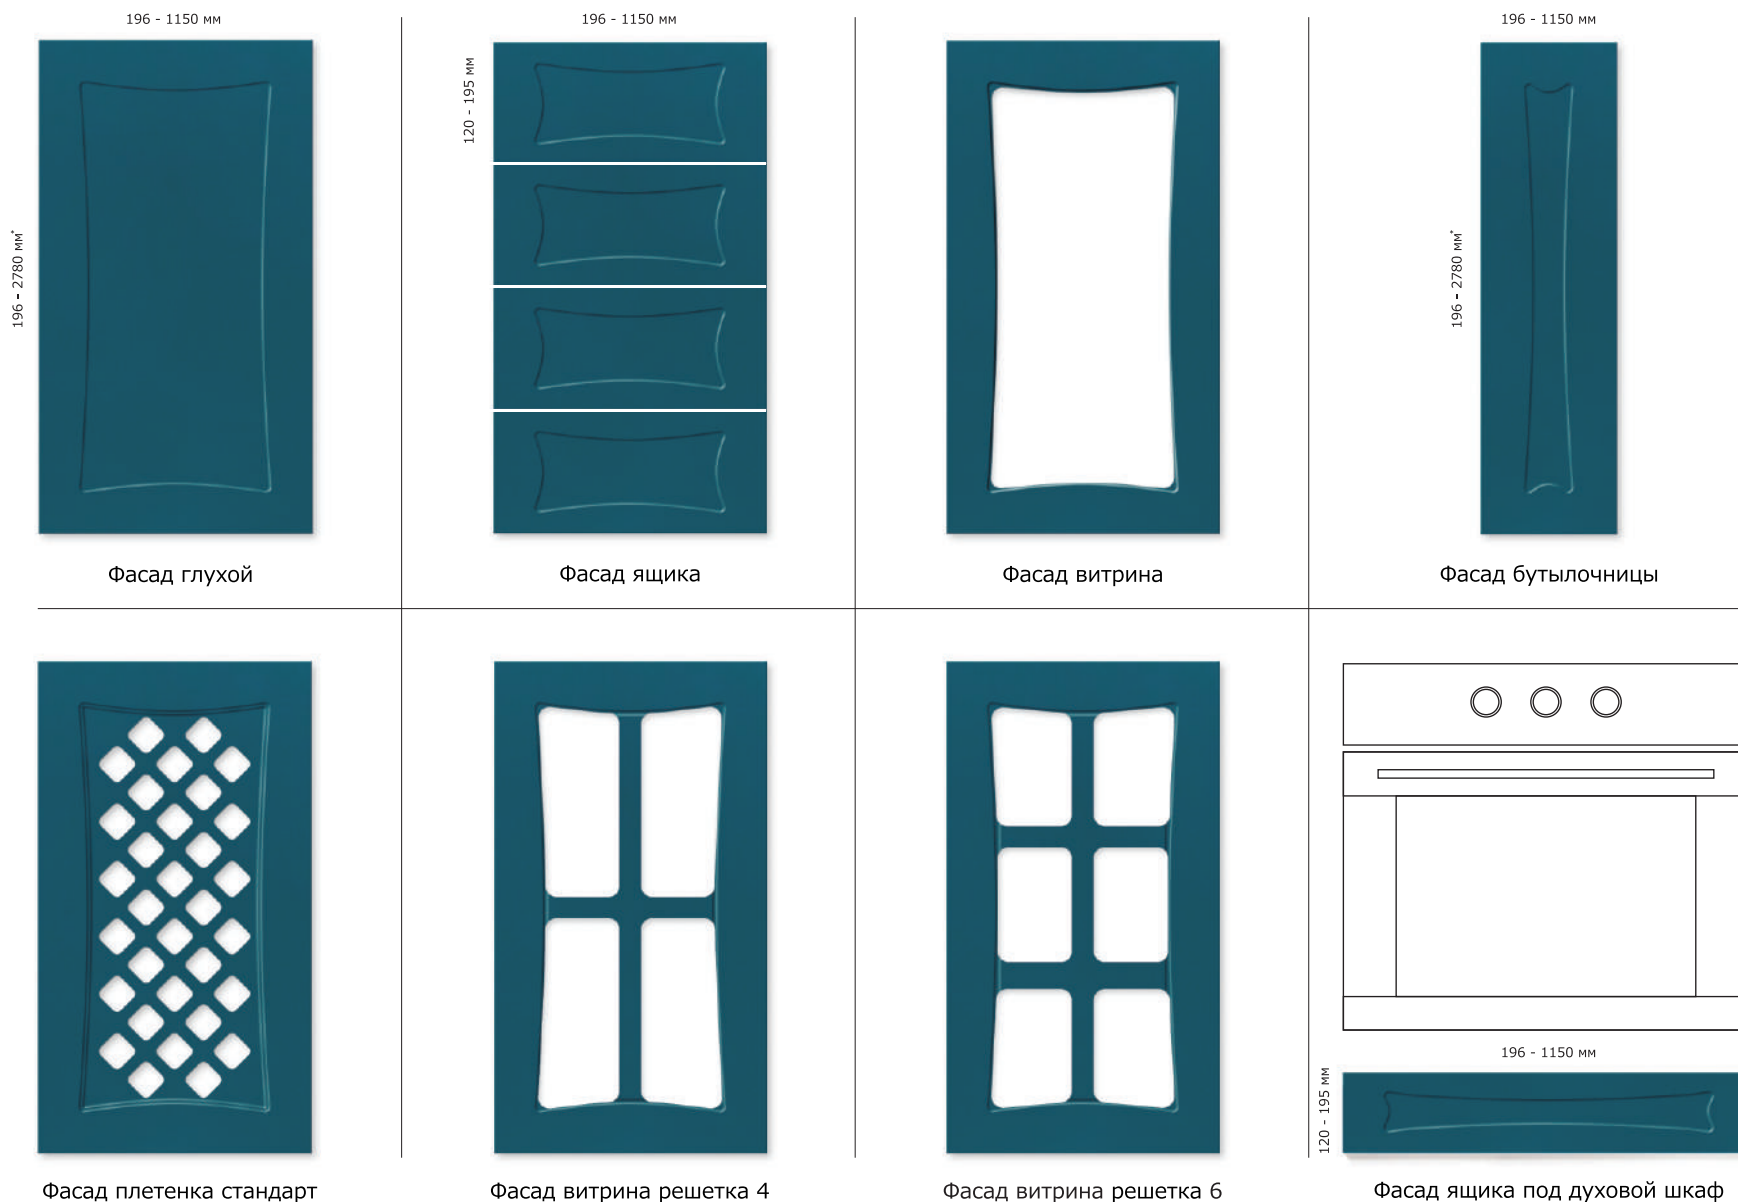 196 - 1150 мм
196 - 2780 мм*
Фасад глухой
196 - 1150 мм
120 - 195 мм
Фасад ящика
Фасад витрина
196 - 1150 мм
196 - 2780 мм*
Фасад бутылочницы
Фасад плетенка стандарт
Фасад витрина решетка 4
Фасад витрина решетка 6
196 - 1150 мм
120 - 195 мм
Фасад ящика под духовой шкаф